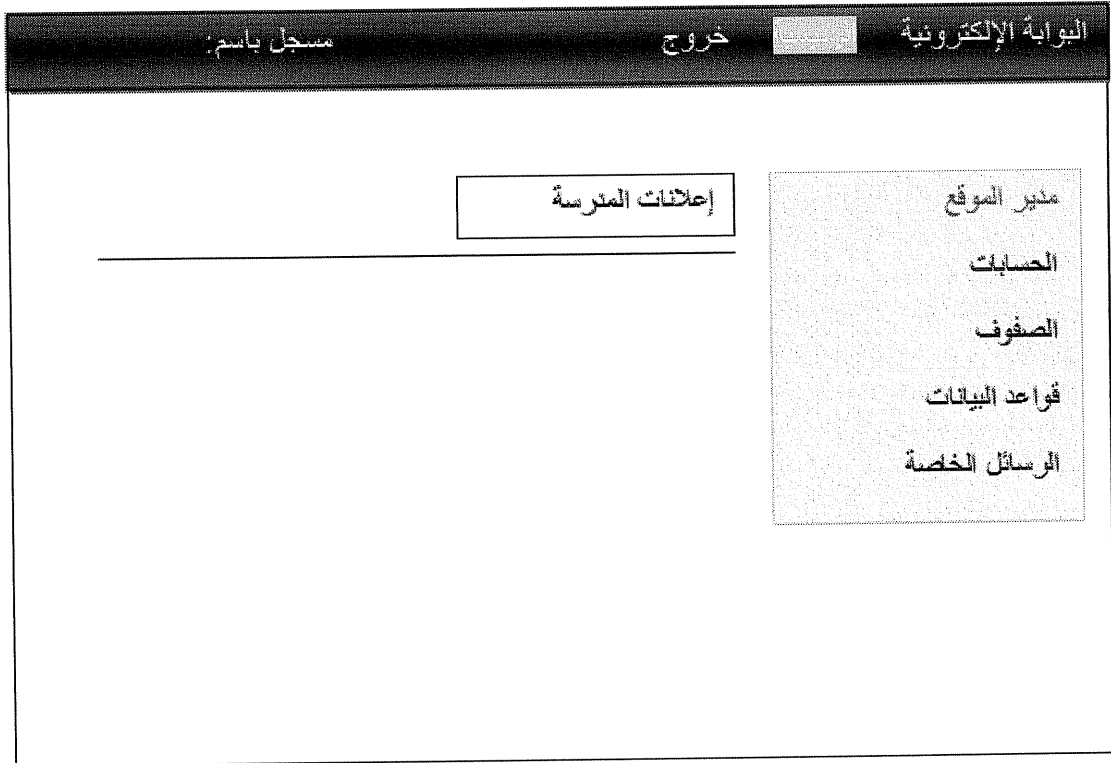 البوابة الإلكترونية خروج مسجل باسم:
مدير الموقع
الحسابات
الصفوف
قواعد البيانات
الرسائل الخاصة
إعلانات المدرسة